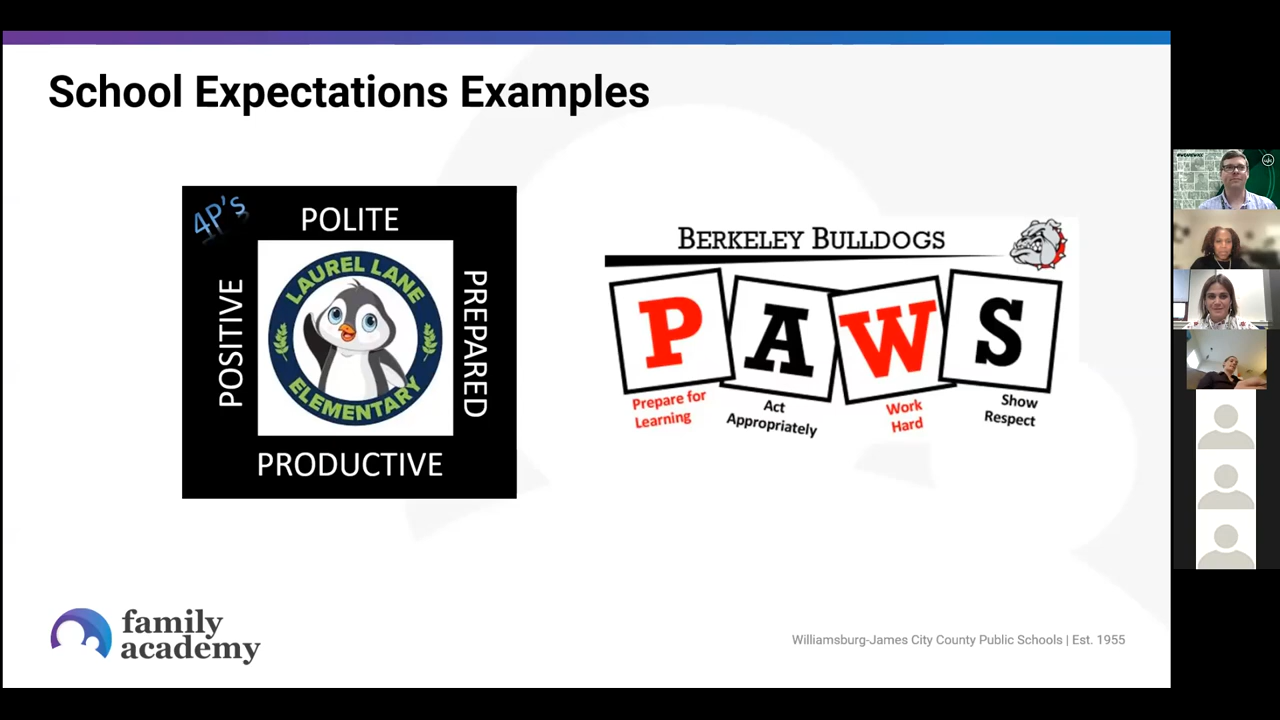 School Expectations Examples
4P's
POLITE
POSITIVE
LAUREL LANE
ELEMENTARY
PREPARED
PRODUCTIVE
BERKELEY BULLDOGS
P A W S
Prepare for
Learning
Act
Appropriately
Work
Hard
Show
Respect
family
academy
Williamsburg-James City County Public Schools | Est. 1955